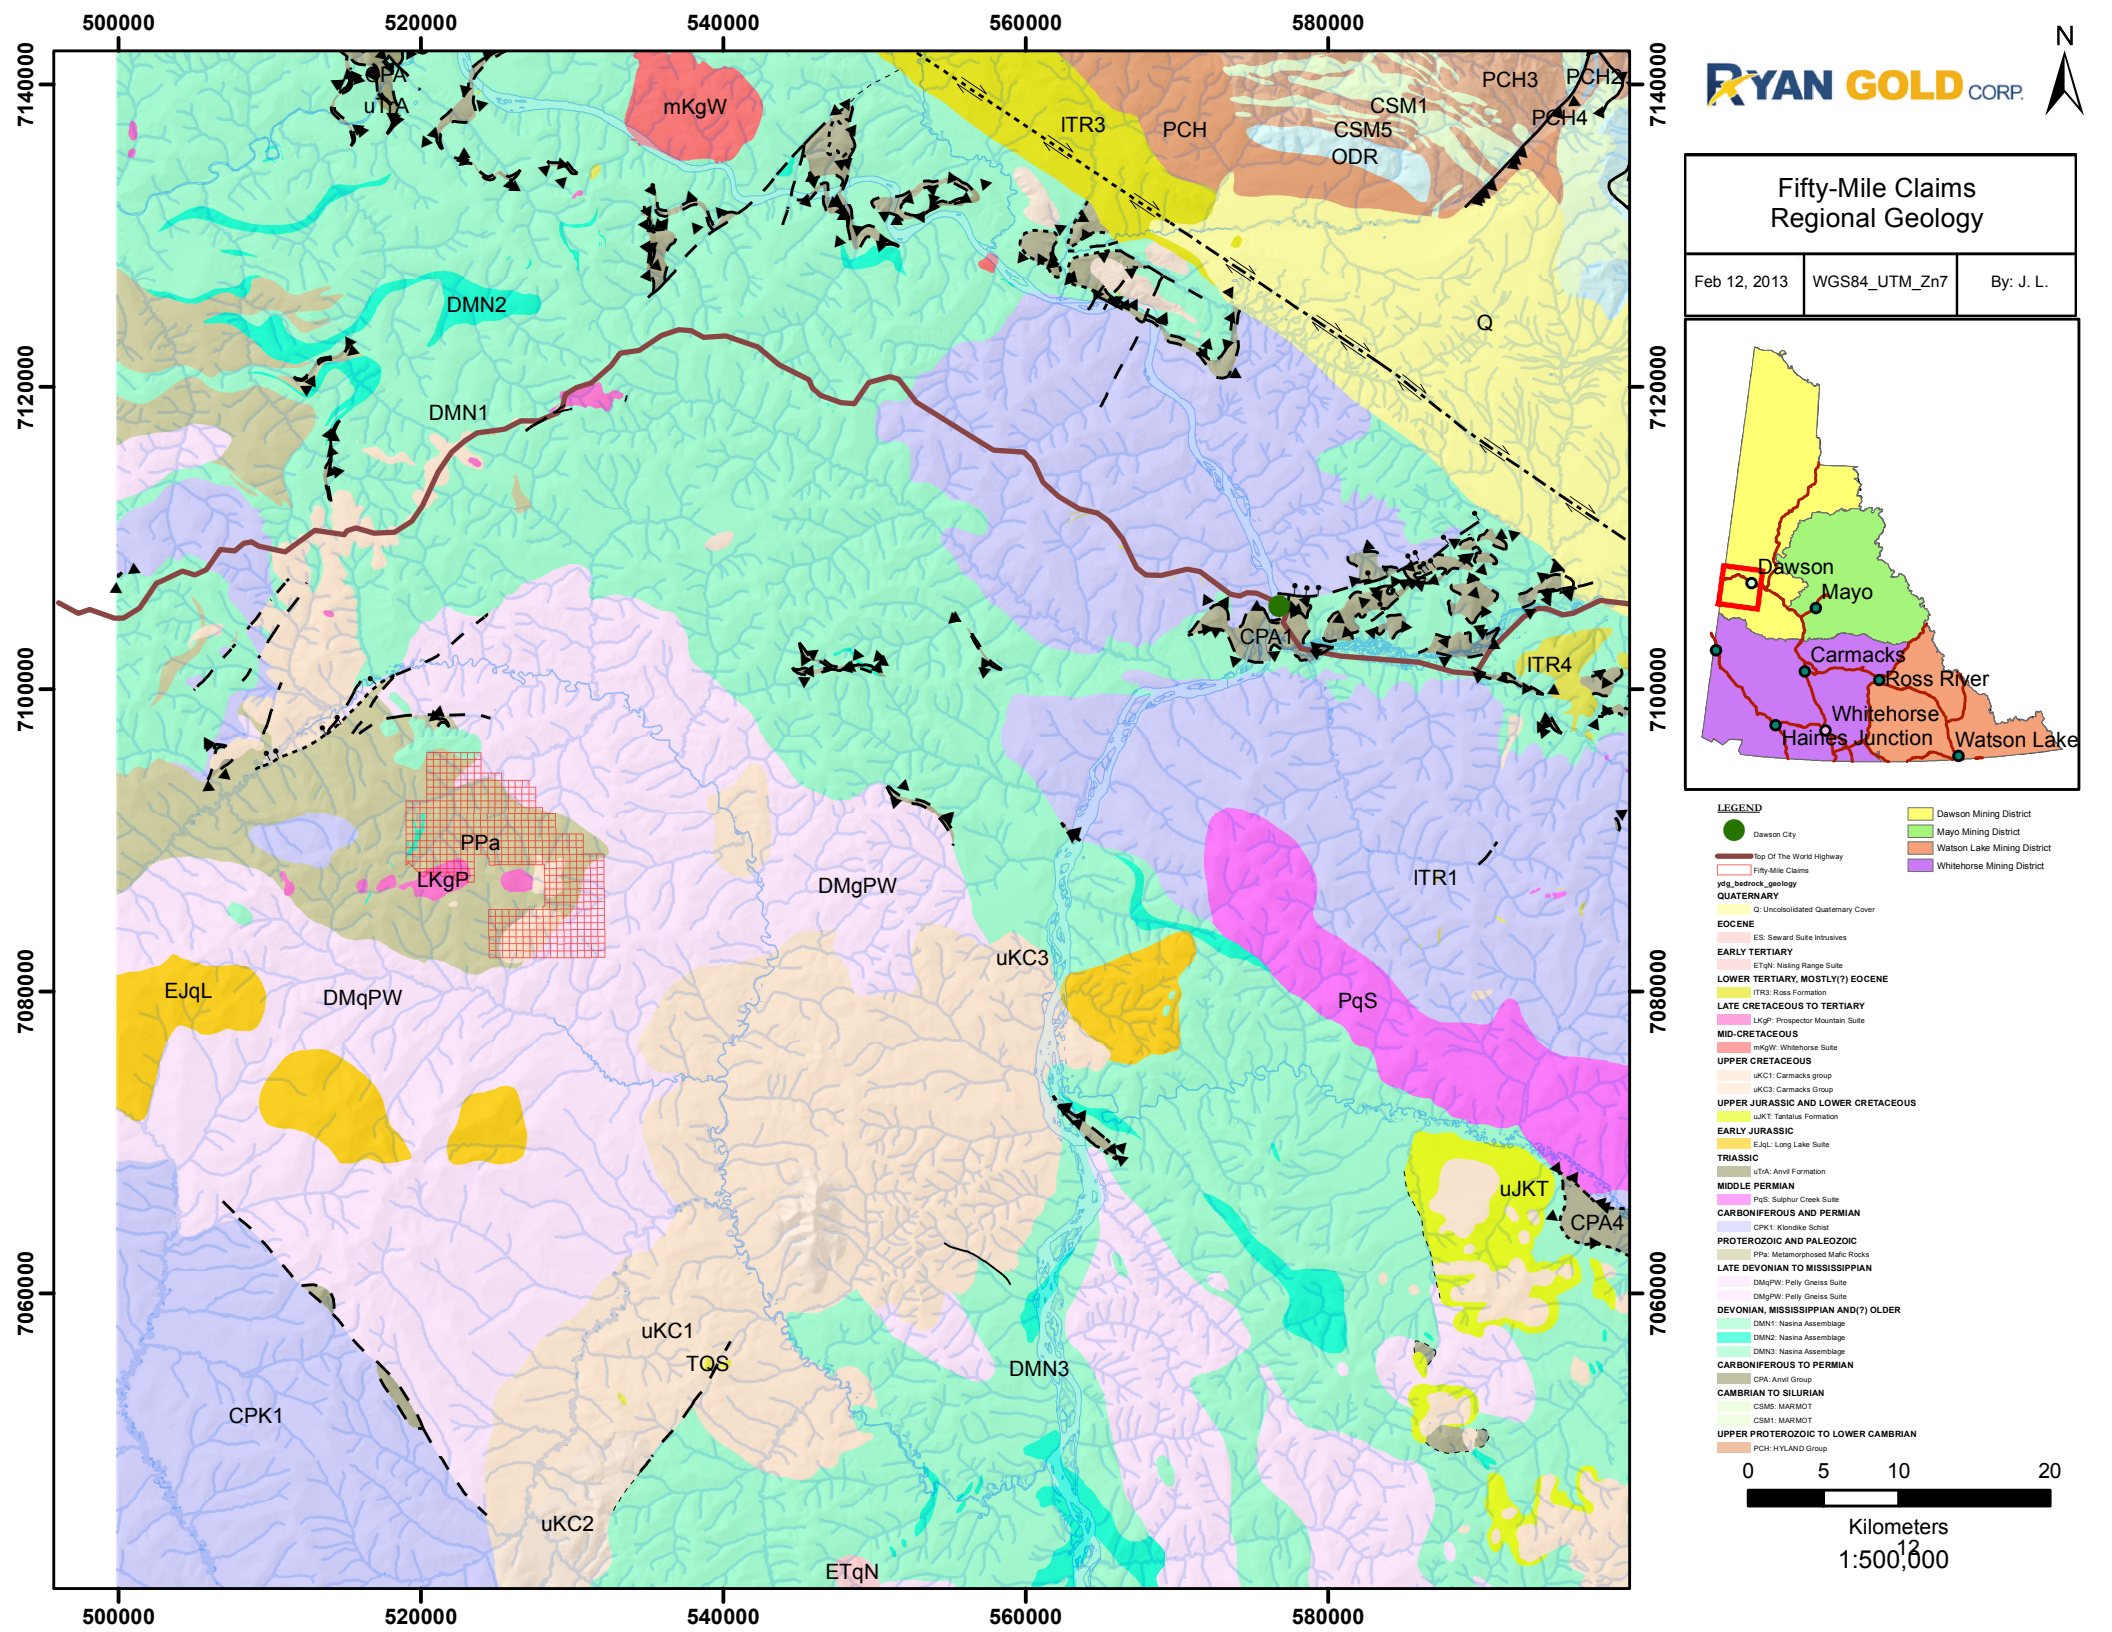 500000
520000
540000
560000
580000
7140000
7120000
7100000
7080000
7060000
7140000
7120000
7100000
7080000
7060000
500000
520000
540000
560000
580000
CPA
uTrA
mKgW
ITR3
PCH
PCH3
PCH2
PCH4
CSM1
CSM5
ODR
DMN2
Q
DMN1
CPA1
ITR4
PPa
LKgP
DMgPW
ITR1
uKC3
EJqL
DMqPW
PqS
uJKT
CPA4
uKC1
TQS
DMN3
CPK1
uKC2
ETqN
RYAN GOLD CORP.
N
Fifty-Mile Claims
Regional Geology
Feb 12, 2013
WGS84_UTM_Zn7
By: J. L.
Dawson
Mayo
Carmacks
Ross River
Whitehorse
Haines Junction
Watson Lake
LEGEND
Dawson City
Top Of The World Highway
Fifty-Mile Claims
ydg_bedrock_geology
QUATERNARY
Q: Uncolsolidated Quaternary Cover
EOCENE
ES: Seward Suite Intrusives
EARLY TERTIARY
ETqN: Nisling Range Suite
LOWER TERTIARY, MOSTLY(?) EOCENE
ITR3: Ross Formation
LATE CRETACEOUS TO TERTIARY
LKgP: Prospector Mountain Suite
MID-CRETACEOUS
mKgW: Whitehorse Suite
UPPER CRETACEOUS
uKC1: Carmacks group
uKC3: Carmacks Group
UPPER JURASSIC AND LOWER CRETACEOUS
uJKT: Tantalus Formation
EARLY JURASSIC
EJqL: Long Lake Suite
TRIASSIC
uTrA: Anvil Formation
MIDDLE PERMIAN
PqS: Sulphur Creek Suite
CARBONIFEROUS AND PERMIAN
CPK1: Klondike Schist
PROTEROZOIC AND PALEOZOIC
PPa: Metamorphosed Mafic Rocks
LATE DEVONIAN TO MISSISSIPPIAN
DMqPW: Pelly Gneiss Suite
DMgPW: Pelly Gneiss Suite
DEVONIAN, MISSISSIPPIAN AND(?) OLDER
DMN1: Nasina Assemblage
DMN2: Nasina Assemblage
DMN3: Nasina Assemblage
CARBONIFEROUS TO PERMIAN
CPA: Anvil Group
CAMBRIAN TO SILURIAN
CSM5: MARMOT
CSM1: MARMOT
UPPER PROTEROZOIC TO LOWER CAMBRIAN
PCH: HYLAND Group
Dawson Mining District
Mayo Mining District
Watson Lake Mining District
Whitehorse Mining District
0 5 10 20
Kilometers
12
1:500,000